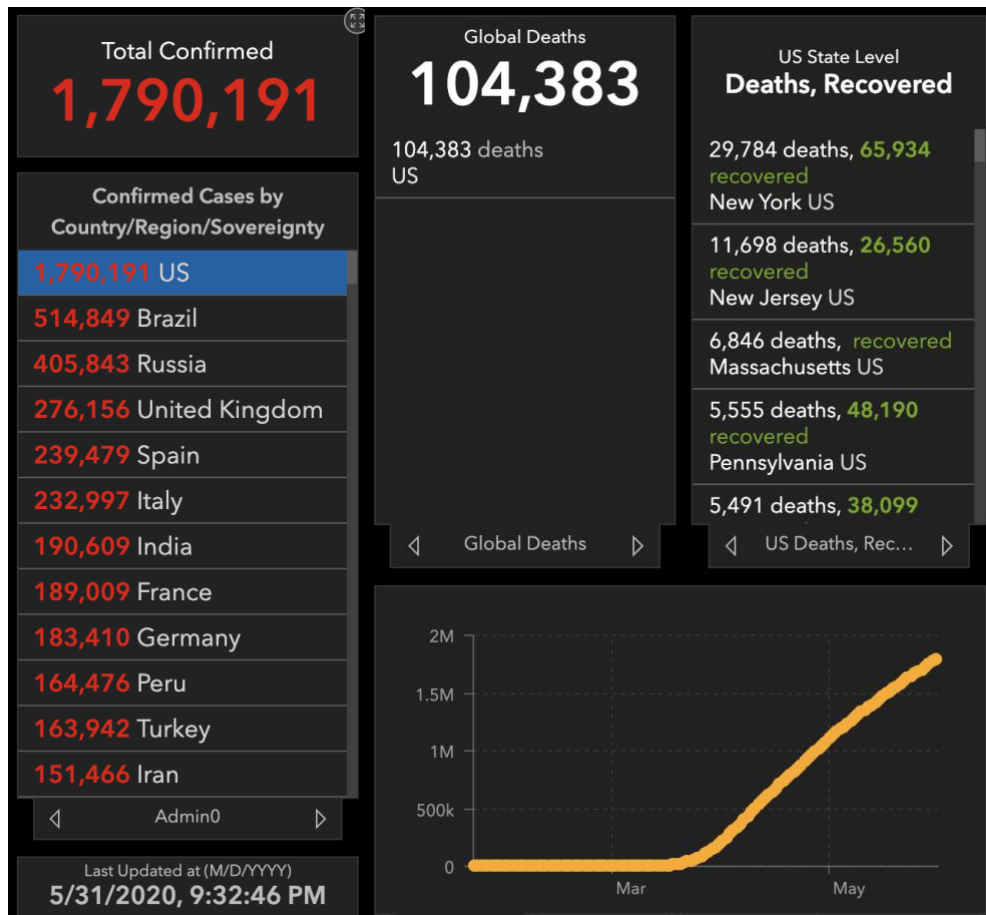 Total Confirmed
1,790,191
Confirmed Cases by
Country/Region/Sovereignty
1,790,191 US
514,849 Brazil
405,843 Russia
276,156 United Kingdom
239,479 Spain
232,997 Italy
190,609 India
189,009 France
183,410 Germany
164,476 Peru
163,942 Turkey
151,466 Iran
Admin0
Last Updated at (M/D/YYYY)
5/31/2020, 9:32:46 PM
Global Deaths
104,383
104,383 deaths
US
Global Deaths
US State Level
Deaths, Recovered
29,784 deaths, 65,934
recovered
New York US
11,698 deaths, 26,560
recovered
New Jersey US
6,846 deaths, recovered
Massachusetts US
5,555 deaths, 48,190
recovered
Pennsylvania US
5,491 deaths, 38,099
US Deaths, Rec...
2M
1.5M
1M
500k
0
Mar
May